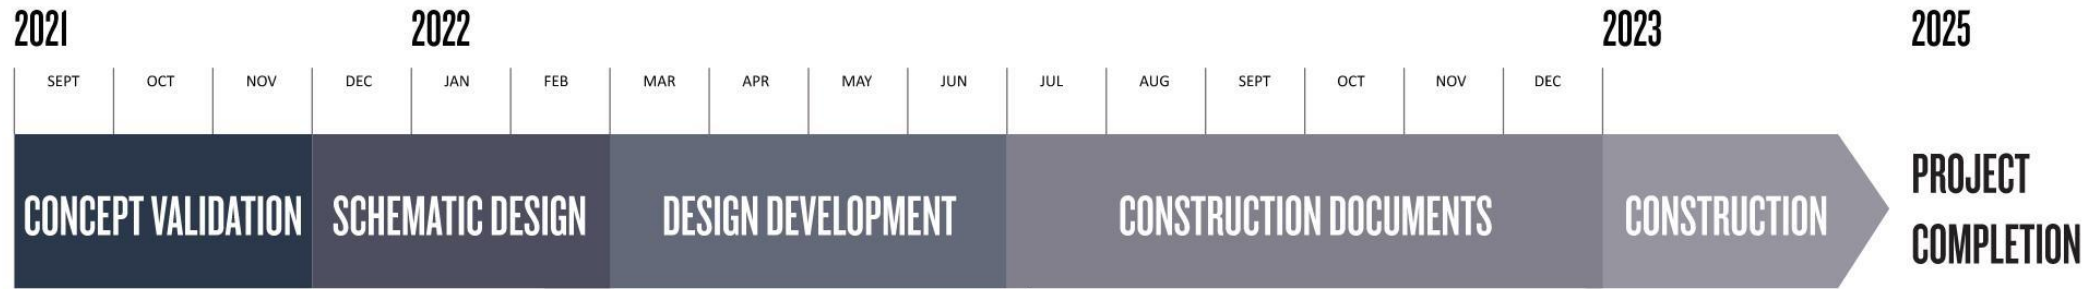 2021 2022 2023 2025
SEPT OCT NOV DEC JAN FEB MAR APR MAY JUN JUL AUG SEPT OCT NOV DEC
CONCEPT VALIDATION SCHEMATIC DESIGN DESIGN DEVELOPMENT CONSTRUCTION DOCUMENTS CONSTRUCTION
PROJECT
COMPLETION